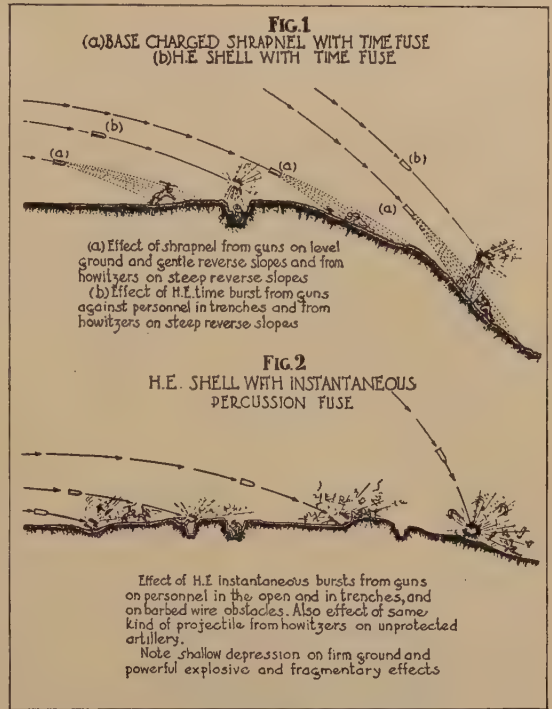 FIG.1
(a)BASE CHARGED SHRAPNEL WITH TIME FUSE
(b)H.E SHELL WITH TIME FUSE
(b)
(a)
(a)
(b)
(a)
(a) Effect of shrapnel from guns on level
ground and gentle reverse slopes and from
howitzers on steep reverse slopes
(b) Effect of H.E. time burst from guns
against personnel in trenches and from
howitzers on steep reverse slopes
FIG.2
H.E. SHELL WITH INSTANTANEOUS
PERCUSSION FUSE
Effect of H.E Instantaneous bursts from guns
on personnel in the open and in trenches, and
on barbed wire obstacles. Also effect of same
kind of projectile from howitzers on unprotected
artillery.
Note shallow depression on firm ground and
powerful explosive and fragmentary effects